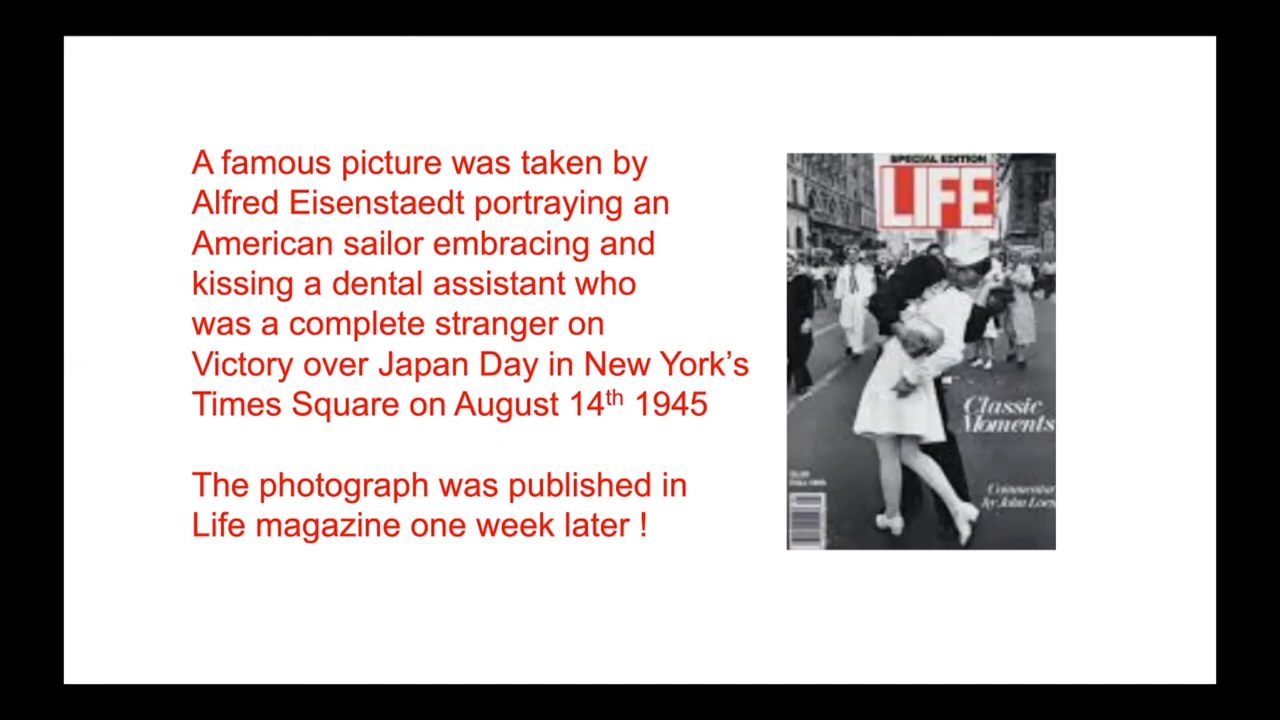 A famous picture was taken by
Alfred Eisenstaedt portraying an
American sailor embracing and
kissing a dental assistant who
was a complete stranger on
Victory over Japan Day in New York’s
Times Square on August 14th 1945
The photograph was published in
Life magazine one week later !
SPECIAL EDITION
LIFE
Classic
Moments
by John